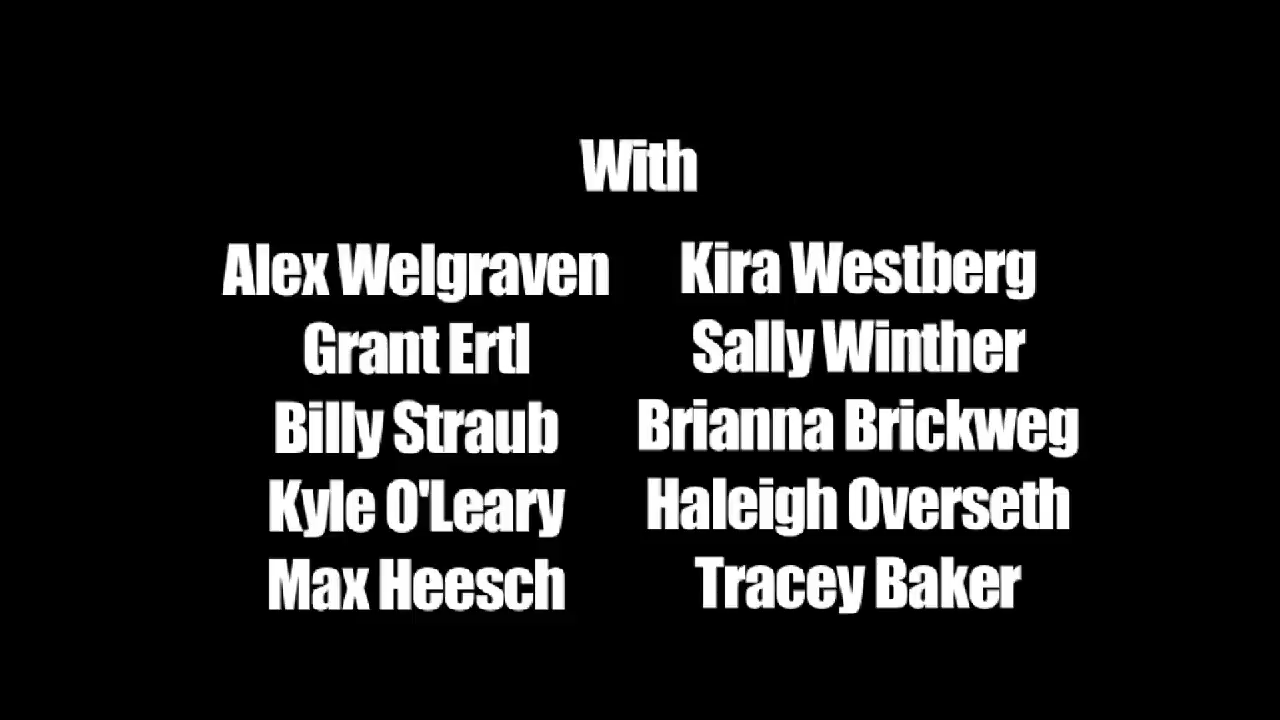 With
Alex Welgraven
Grant Ertl
Billy Straub
Kyle O'Leary
Max Heesch
Kira Westberg
Sally Winther
Brianna Brickweg
Haleigh Overseth
Tracey Baker